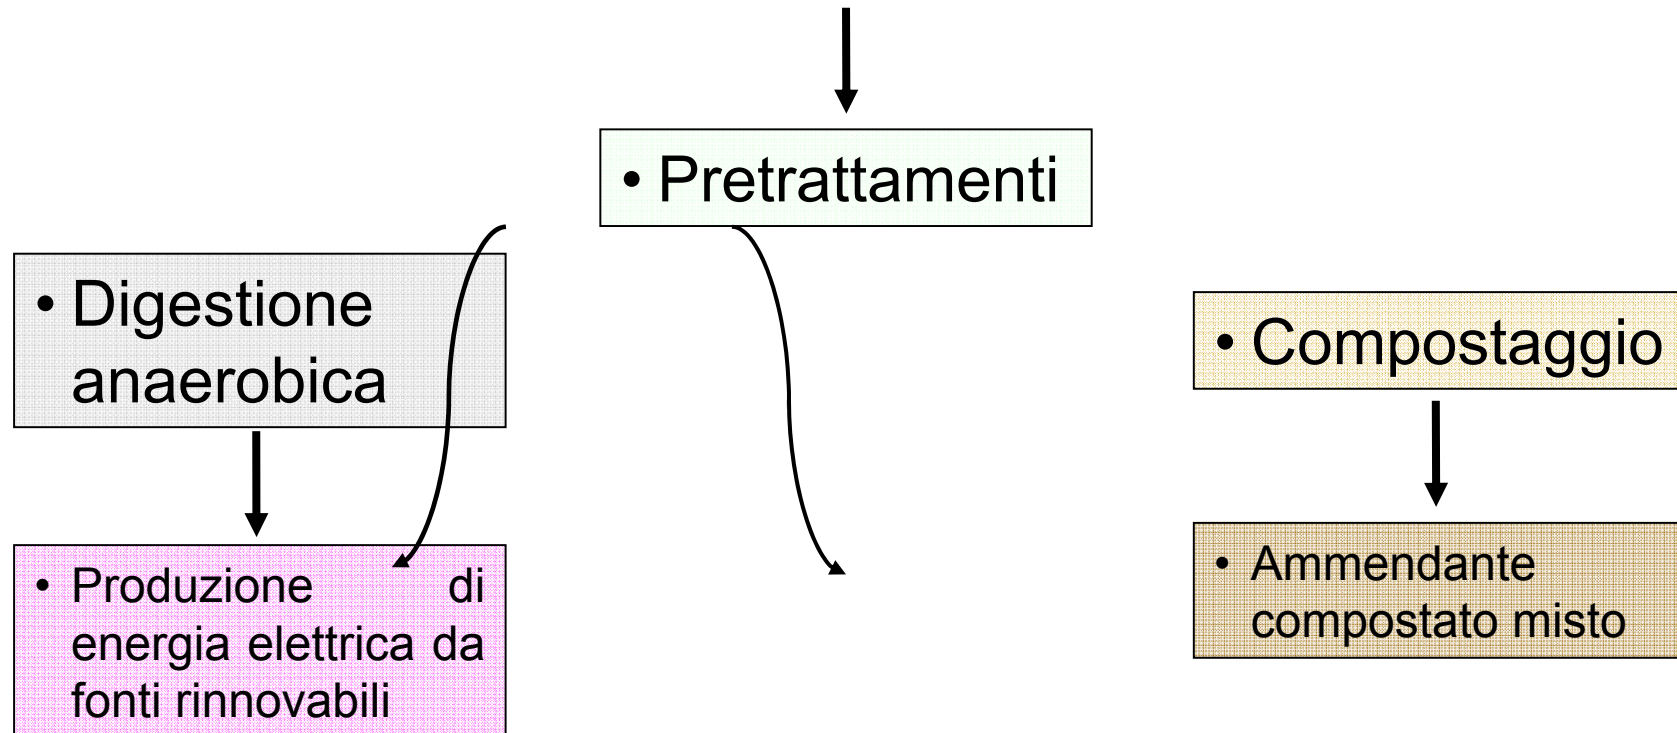 • Pretrattamenti
• Digestione
anaerobica
• Compostaggio
• Produzione di
energia elettrica da
fonti rinnovabili
• Ammendante
compostato misto